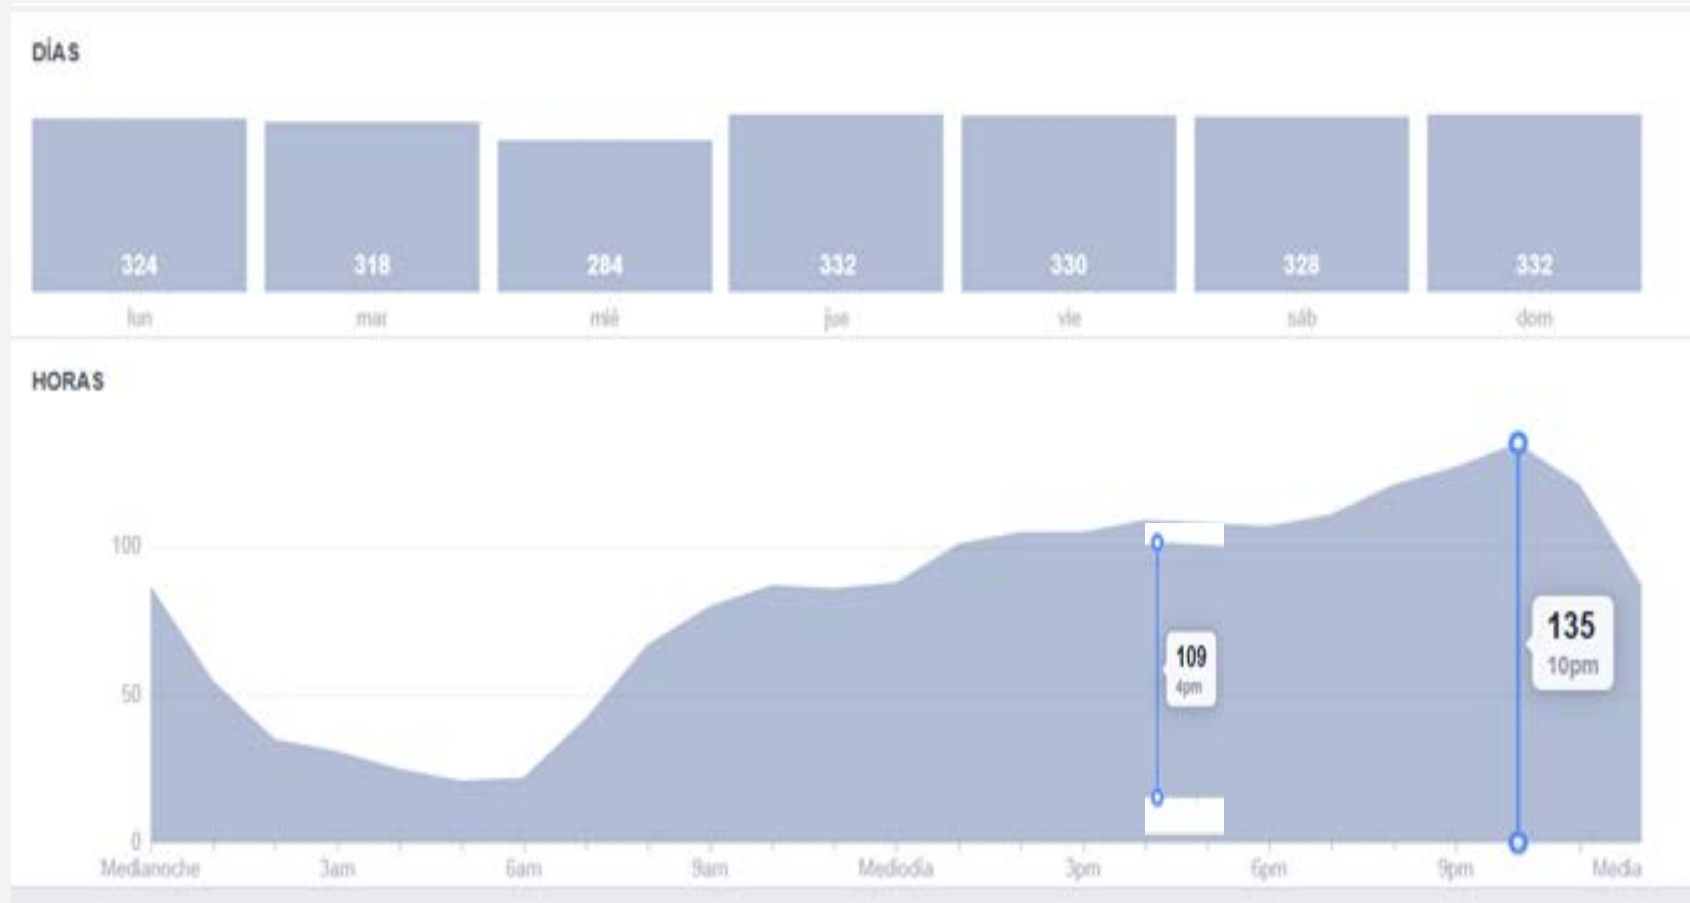 DÍAS
324 318 284 332 330 328 332
lun mar mié jue vie sáb dom
HORAS
100
50
0
109
4pm
135
10pm
Medianoche 3am 6am 9am Mediodía 3pm 6pm 9pm Media